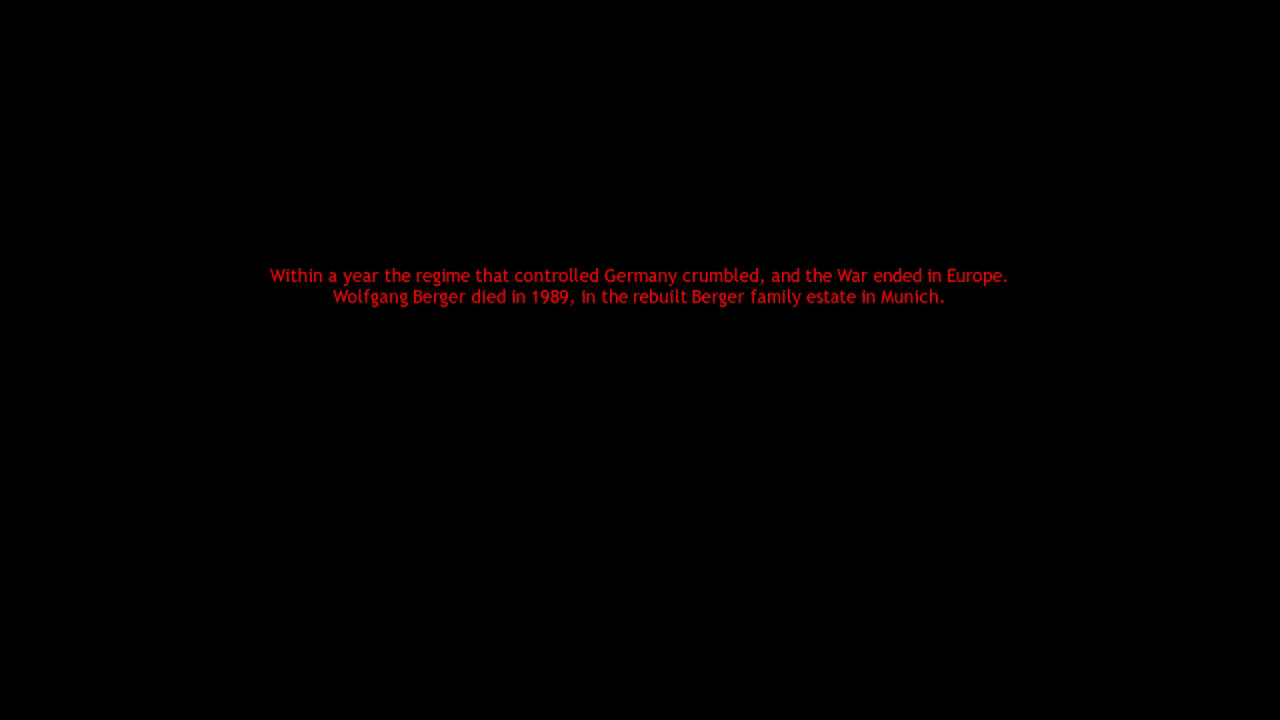 Within a year the regime that controlled Germany crumbled, and the War ended in Europe.
Wolfgang Berger died in 1989, in the rebuilt Berger family estate in Munich.